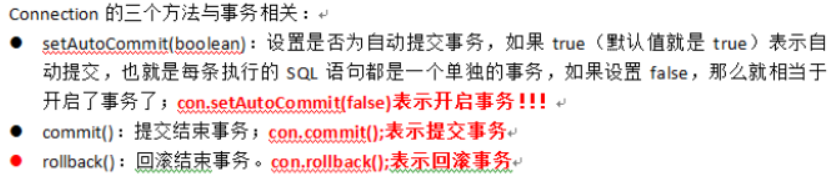 Connection 的三个方法与事务相关：
● setAutoCommit(boolean)：设置是否为自动提交事务，如果 true（默认值就是 true）表示自
动提交，也就是每条执行的 SQL 语句都是一个单独的事务，如果设置 false，那么就相当于
开启了事务了；con.setAutoCommit(false)表示开启事务!!!
● commit()：提交结束事务；con.commit();表示提交事务
● rollback()：回滚结束事务。con.rollback();表示回滚事务